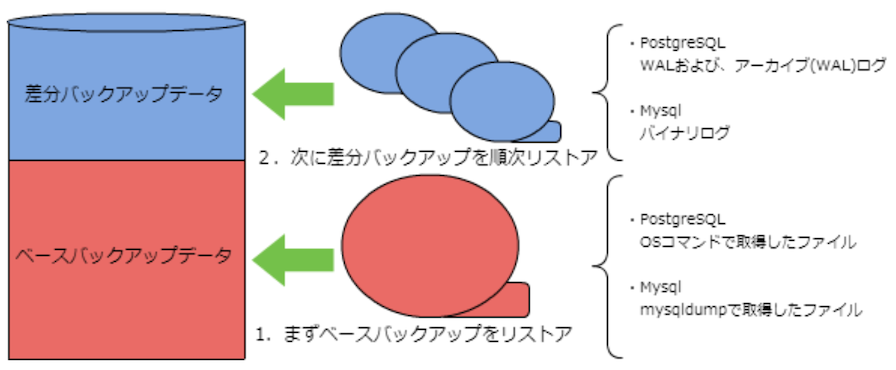 差分バックアップデータ
２．次に差分バックアップを順次リストア
・PostgreSQL
WALおよび、アーカイブ(WAL)ログ
・Mysql
バイナリログ
ベースバックアップデータ
1．まずベースバックアップをリストア
・PostgreSQL
OSコマンドで取得したファイル
・Mysql
mysqldumpで取得したファイル